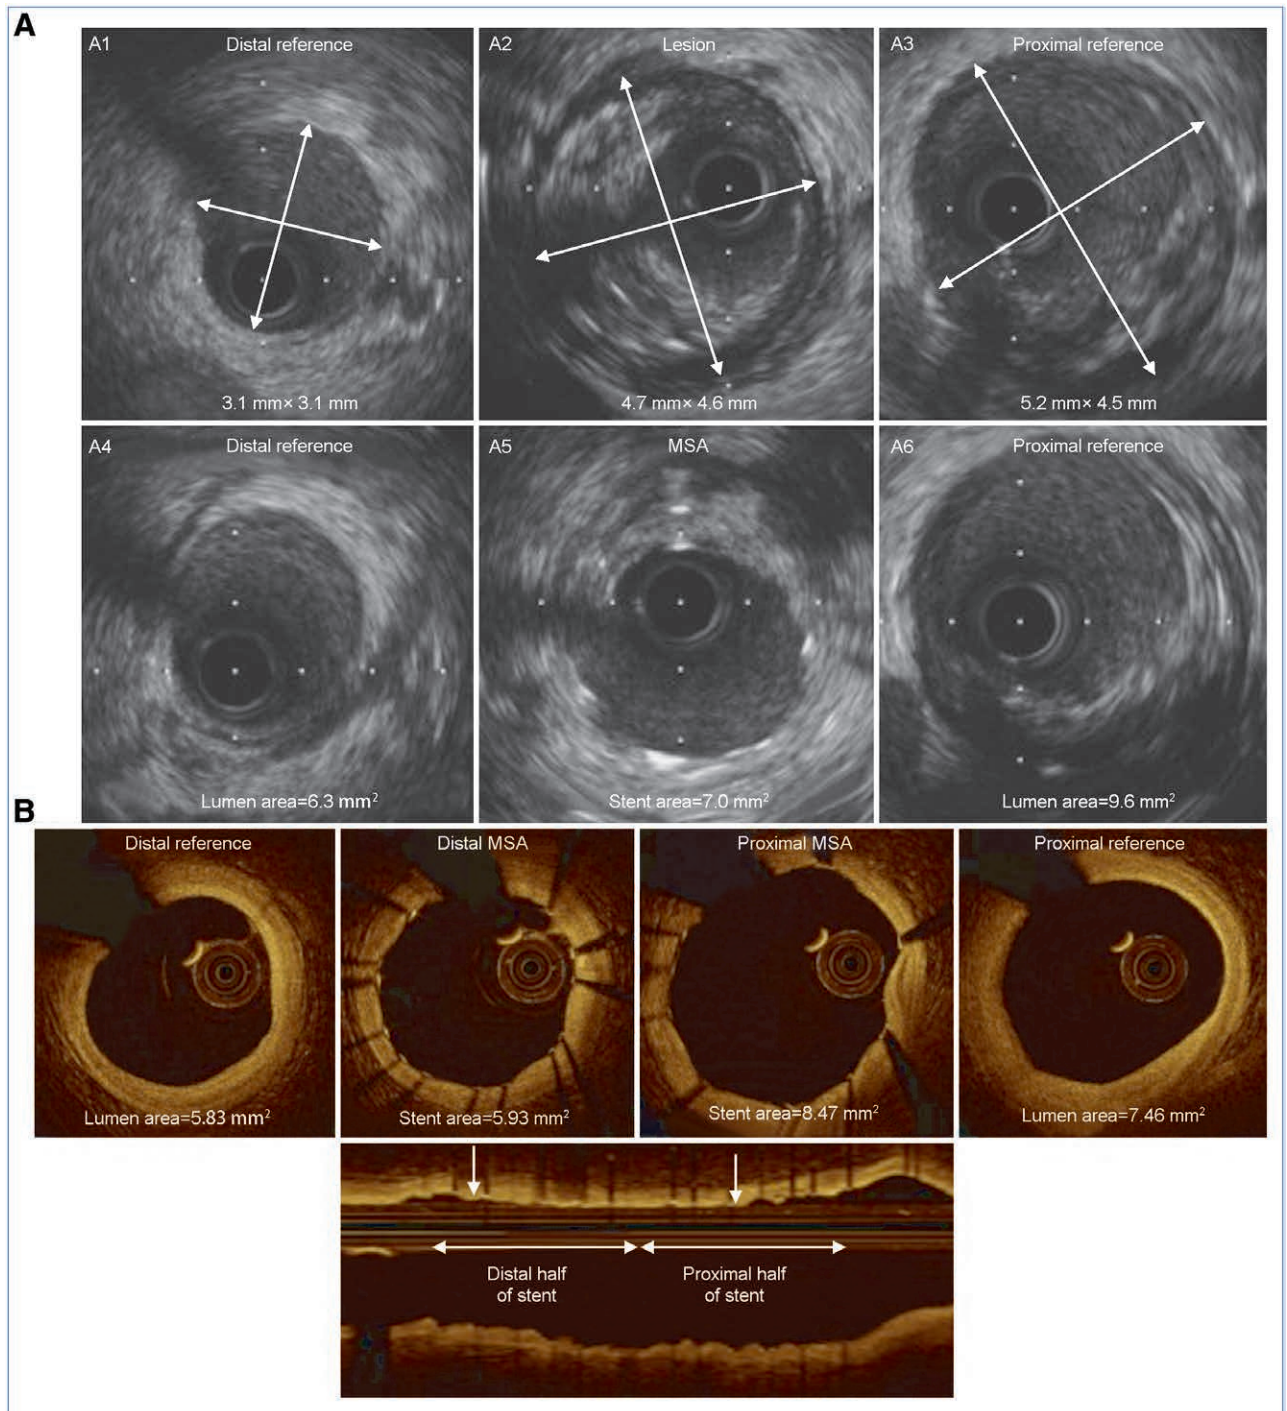 A
A1 Distal reference
A2 Lesion
A3 Proximal reference
3.1 mm× 3.1 mm
4.7 mm× 4.6 mm
5.2 mm× 4.5 mm
A4 Distal reference
A5 MSA
A6 Proximal reference
Lumen area=6.3 mm²
Stent area=7.0 mm²
Lumen area=9.6 mm²
B
Distal reference
Distal MSA
Proximal MSA
Proximal reference
Lumen area=5.83 mm²
Stent area=5.93 mm²
Stent area=8.47 mm²
Lumen area=7.46 mm²
Distal half
of stent
Proximal half
of stent